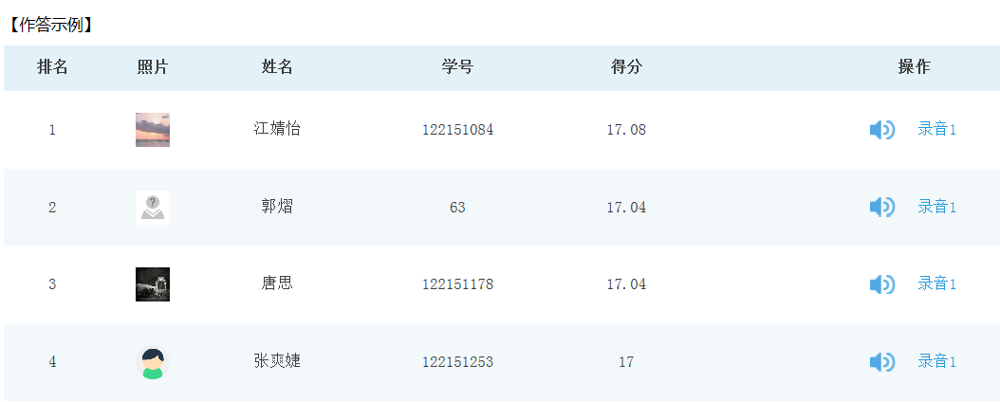 【作答示例】
排名 照片 姓名 学号 得分 操作
1 江婧怡 122151084 17.08 录音1
2 郭熠 63 17.04 录音1
3 唐思 122151178 17.04 录音1
4 张爽婕 122151253 17 录音1